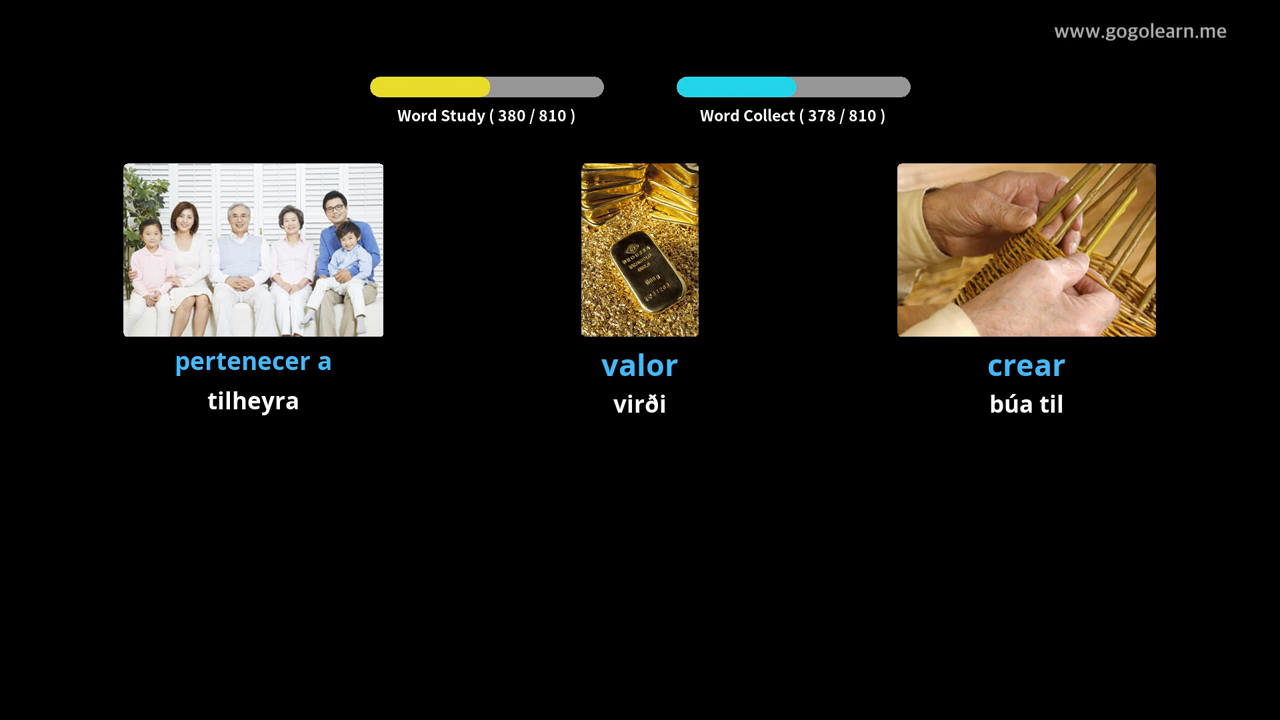 www.gogolearn.me
Word Study ( 380 / 810 )
Word Collect ( 378 / 810 )
pertenecer a
tilheyra
valor
virði
crear
búa til